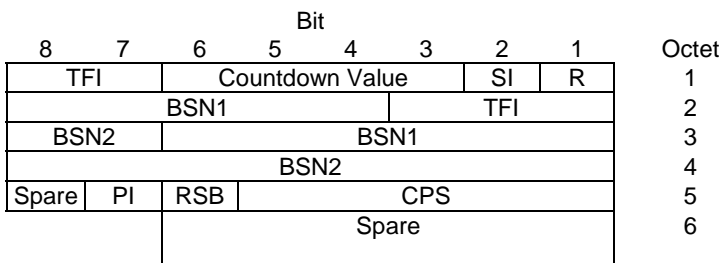 Bit
8 7 6 5 4 3 2 1 Octet
TFI Countdown Value SI R 1
BSN1 TFI 2
BSN2 BSN1 3
BSN2 4
Spare PI RSB CPS 5
Spare 6